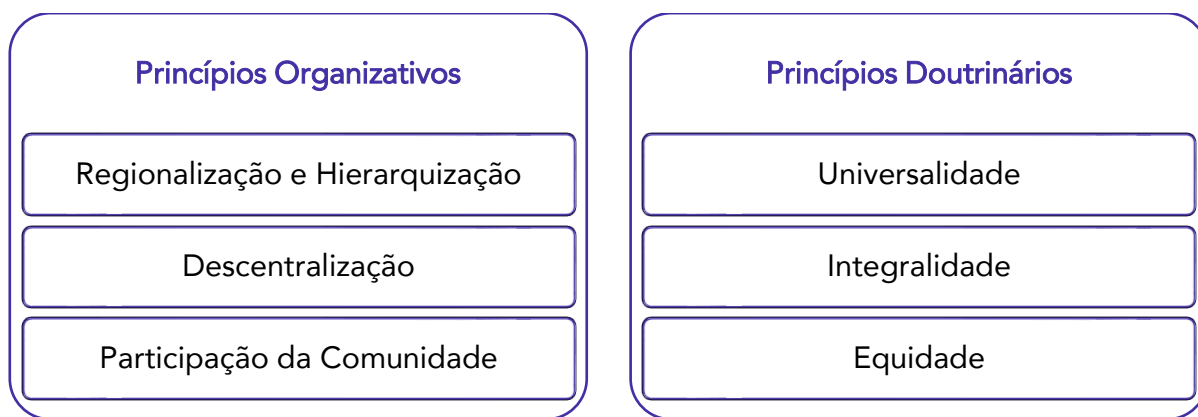 Princípios Organizativos
Regionalização e Hierarquização
Descentralização
Participação da Comunidade
Princípios Doutrinários
Universalidade
Integralidade
Equidade